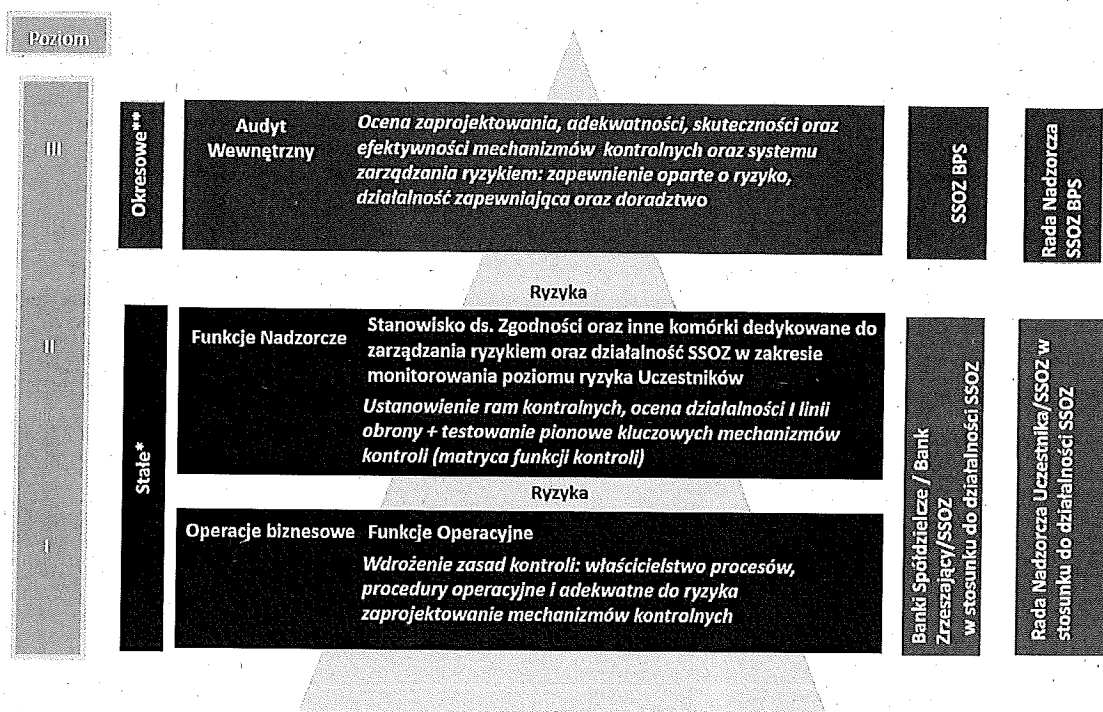 Poziom
III
Okresowe**
Audyt
Wewnętrzny
Ocena zaprojektowania, adekwatności, skuteczności oraz
efektywności mechanizmów kontrolnych oraz systemu
zarządzania ryzykiem: zapewnienie oparte o ryzyko,
działalność zapewniająca oraz doradztwo
SSOZ BPS
Rada Nadzorcza
SSOZ BPS
Ryzyka
II
Stałe*
Funkcje Nadzorcze
Stanowisko ds. Zgodności oraz inne komórki dedykowane do
zarządzania ryzykiem oraz działalność SSOZ w zakresie
monitorowania poziomu ryzyka Uczestników
Ustanowienie ram kontrolnych, ocena działalności I linii
obrony + testowanie pionowe kluczowych mechanizmów
kontroli (matryca funkcji kontroli)
Banki Spółdzielcze / Bank
Zrzeszający/SSOZ
w stosunku do działalności SSOZ
Rada Nadzorcza Uczestnika/SSOZ w
stosunku do działalności SSOZ
Ryzyka
I
Operacje biznesowe
Funkcje Operacyjne
Wdrożenie zasad kontroli: właścicielstwo procesów,
procedury operacyjne i adekwatne do ryzyka
zaprojektowanie mechanizmów kontrolnych